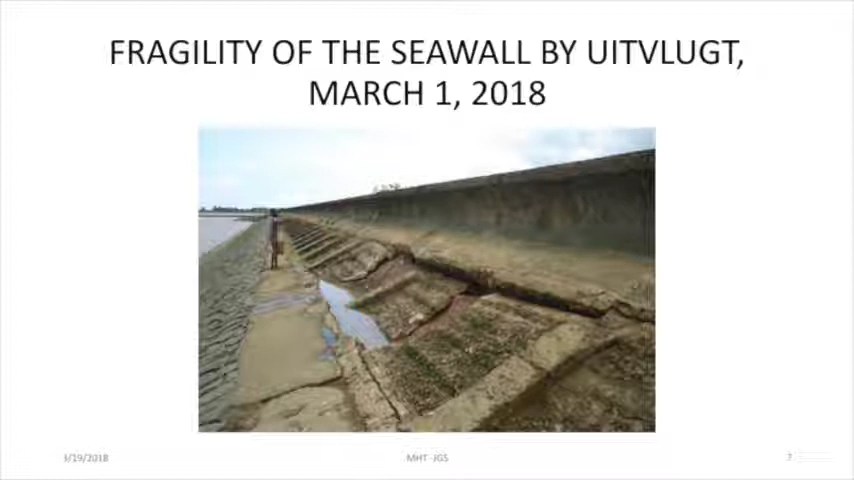 FRAGILITY OF THE SEAWALL BY UITVLUGT,
MARCH 1, 2018
3/19/2018
MHT -JGS
7